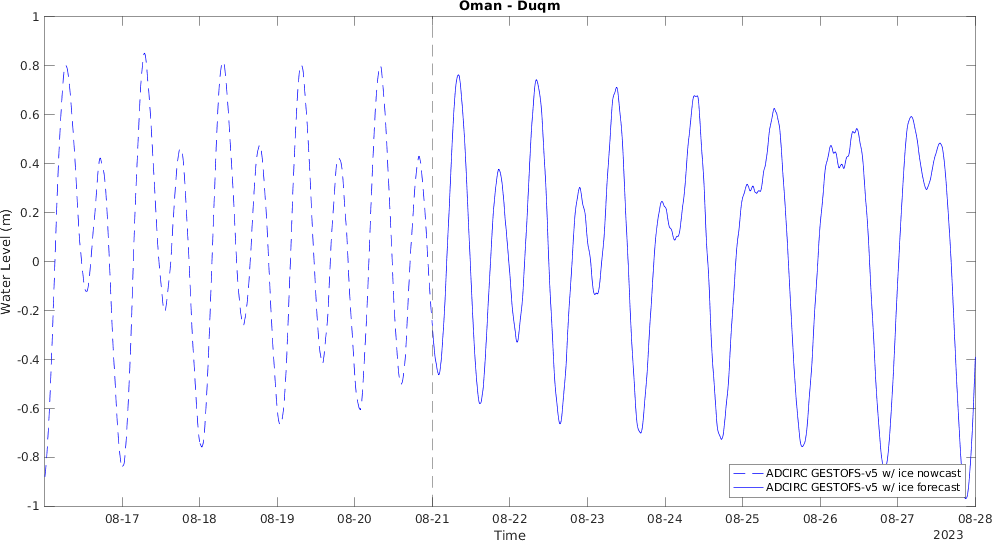 Oman - Duqm
1
0.8
0.6
0.4
0.2
0
-0.2
-0.4
-0.6
-0.8
-1
Water Level (m)
ADCIRC GESTOFS-v5 w/ ice nowcast
ADCIRC GESTOFS-v5 w/ ice forecast
08-17 08-18 08-19 08-20 08-21 08-22 08-23 08-24 08-25 08-26 08-27 08-28
Time
2023